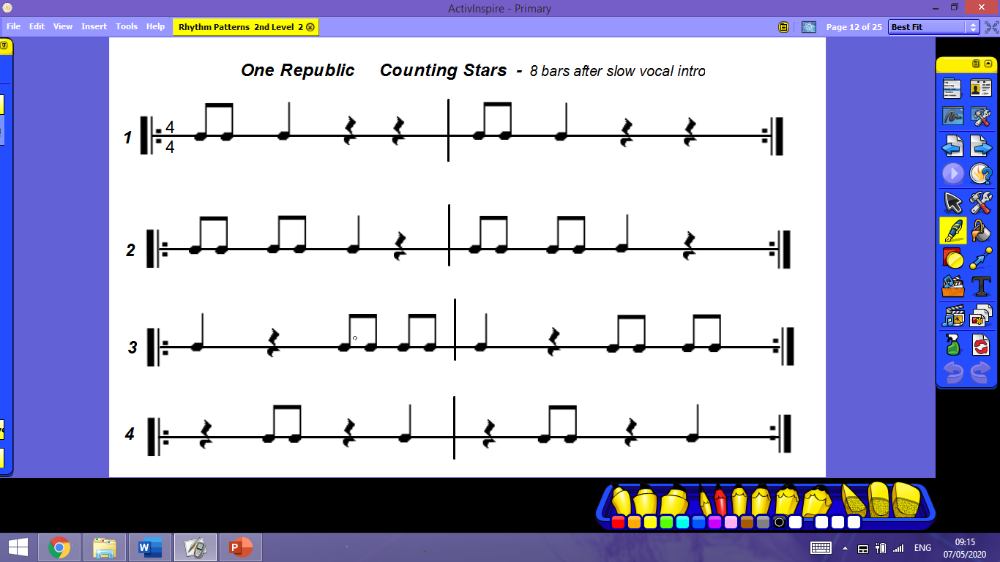 ActivInspire - Primary
File Edit View Insert Tools Help
Rhythm Patterns 2nd Level 2
Page 12 of 25
Best Fit
One Republic Counting Stars - 8 bars after slow vocal intro
1
4
4
2
3
4
ENG
09:15
07/05/2020